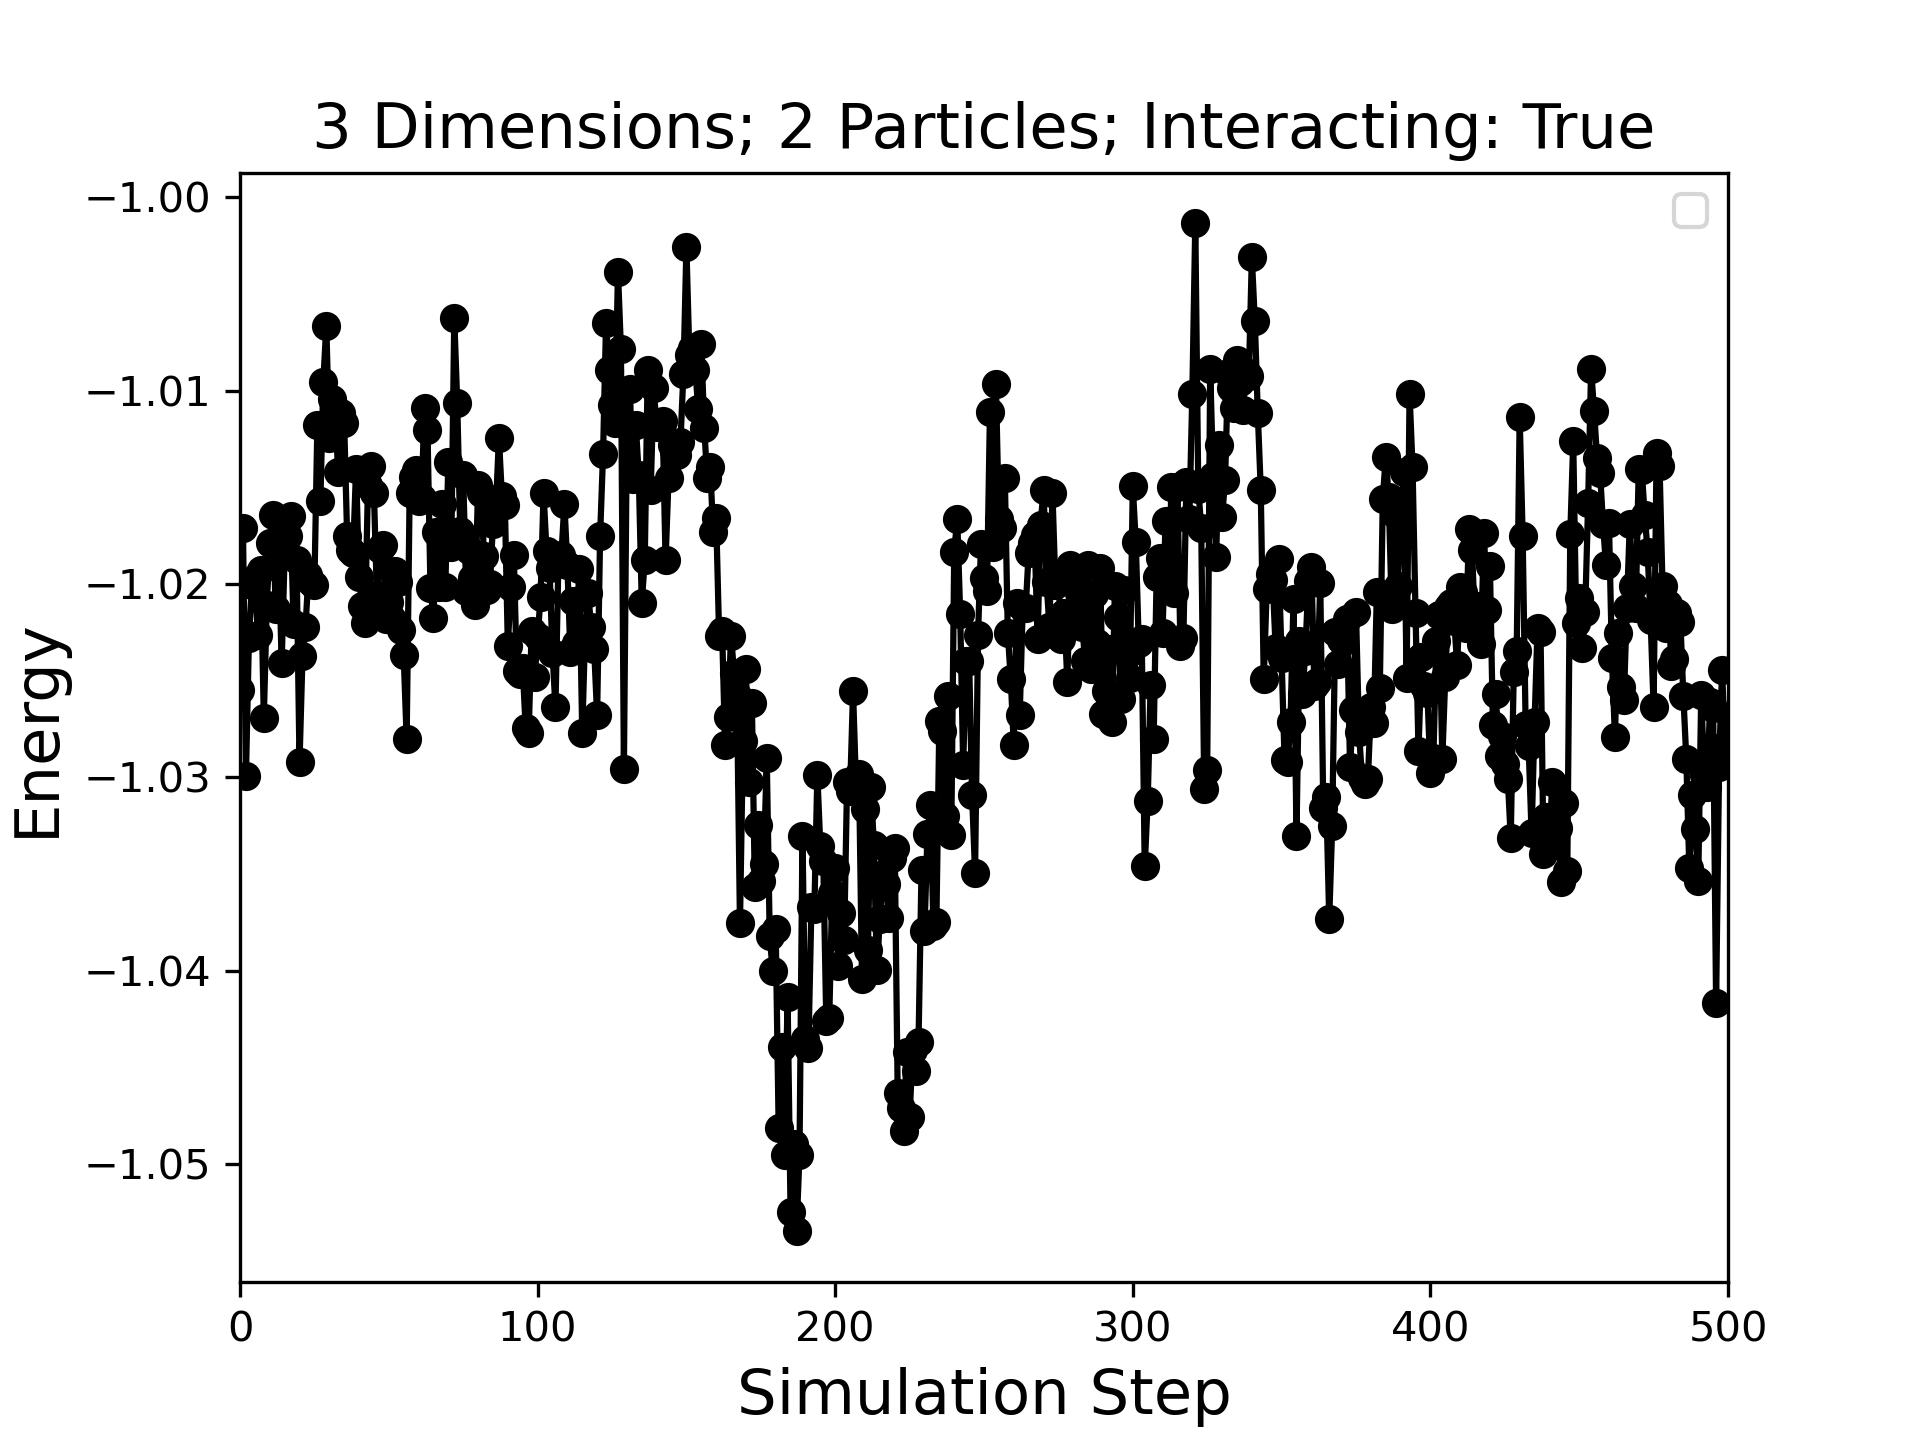 3 Dimensions; 2 Particles; Interacting: True
−1.00
−1.01
−1.02
−1.03
−1.04
−1.05
Energy
0 100 200 300 400 500
Simulation Step